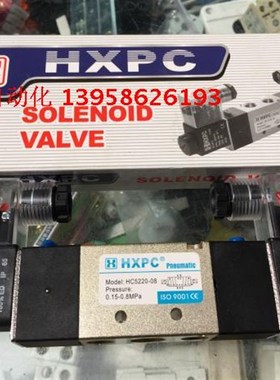 HXPC
自动化 13958626193
SOLENOID
VALVE
HXPC® Pneumatic
Model: HC5220-08
Pressure:
0.15-0.8MPa
ISO 9001 CE